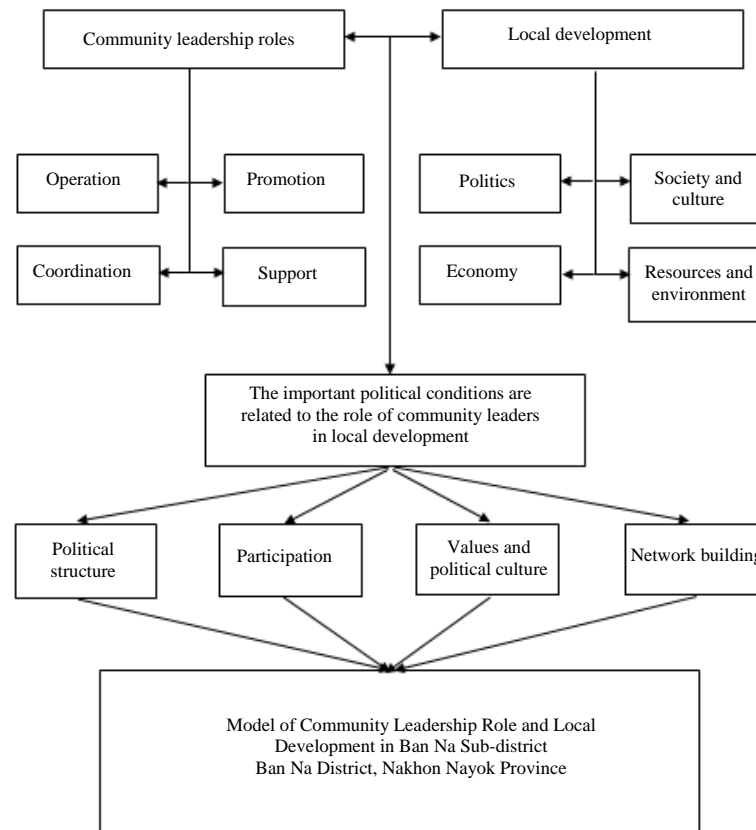 Community leadership roles
Local development
Operation
Promotion
Politics
Society and
culture
Coordination
Support
Economy
Resources and
environment
The important political conditions are
related to the role of community leaders
in local development
Political
structure
Participation
Values and
political culture
Network building
Model of Community Leadership Role and Local
Development in Ban Na Sub-district
Ban Na District, Nakhon Nayok Province